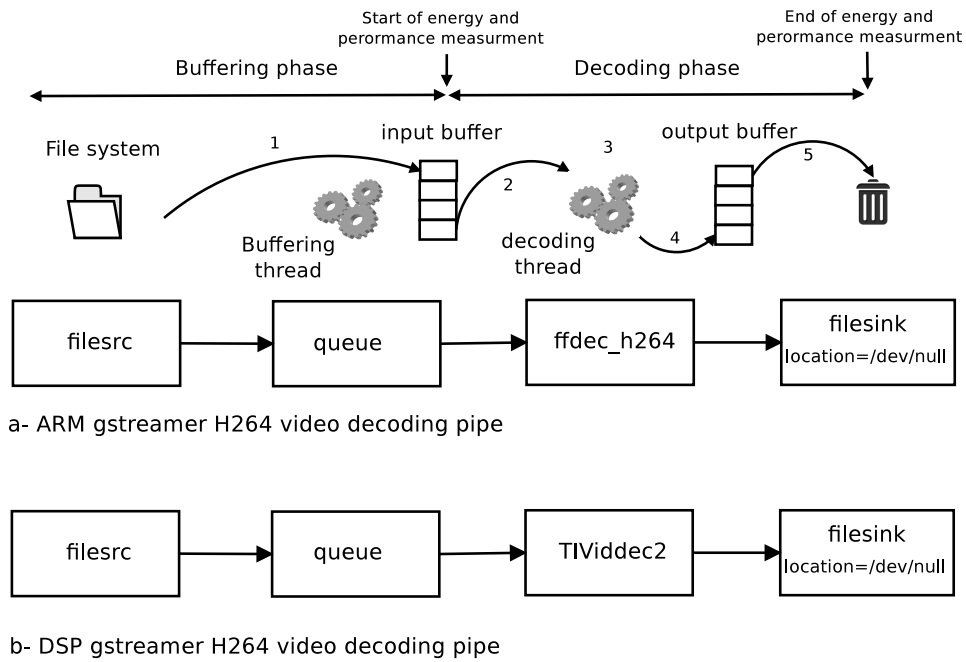 Start of energy and
perormance measurment
End of energy and
perormance measurment
Buffering phase
Decoding phase
File system
1
input buffer
2
3
output buffer
5
4
Buffering
thread
decoding
thread
filesrc
queue
ffdec_h264
filesink
location=/dev/null
a- ARM gstreamer H264 video decoding pipe
filesrc
queue
TIViddec2
filesink
location=/dev/null
b- DSP gstreamer H264 video decoding pipe